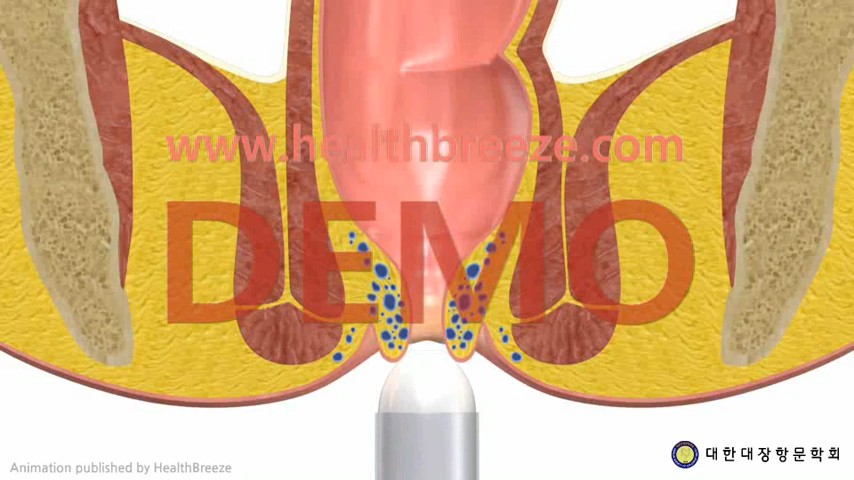 www.healthbreeze.com
DEMO
Animation published by HealthBreeze
대한대장항문학회